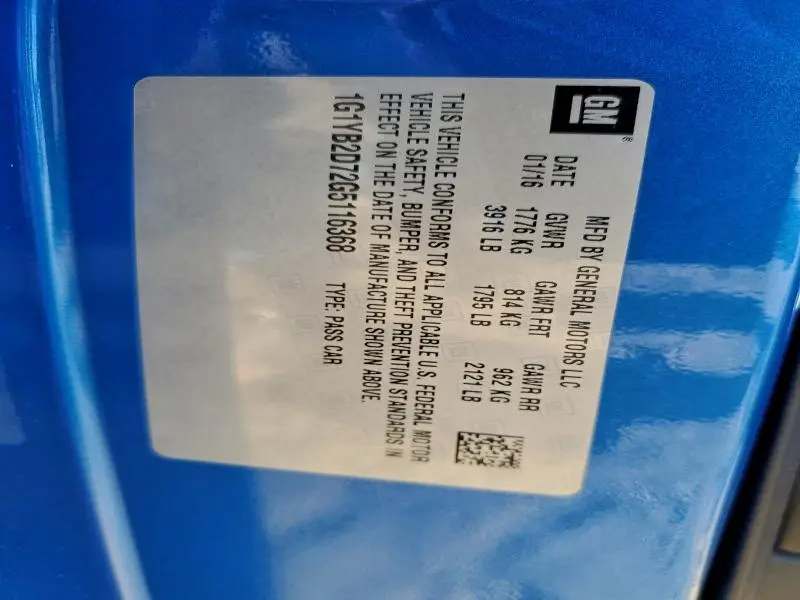 GM
MFD BY GENERAL MOTORS LLC
DATE GVWR GAWR FRT GAWR RR
01/16 1776 KG 814 KG 962 KG
3916 LB 1795 LB 2121 LB
THIS VEHICLE CONFORMS TO ALL APPLICABLE U.S. FEDERAL MOTOR
VEHICLE SAFETY, BUMPER, AND THEFT PREVENTION STANDARDS IN
EFFECT ON THE DATE OF MANUFACTURE SHOWN ABOVE.
1G1YB2D72G5116368 TYPE: PASS CAR